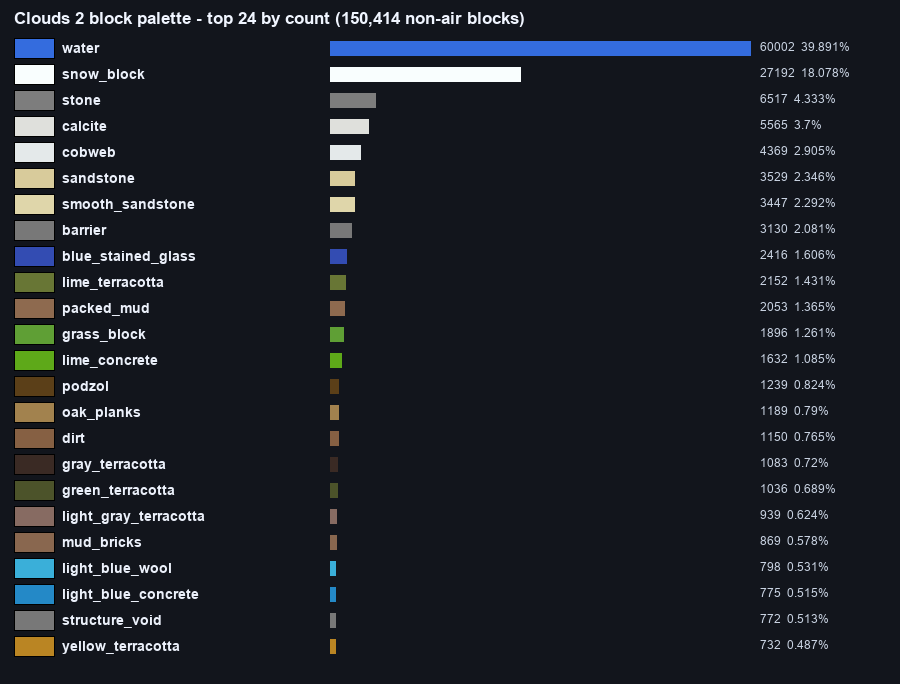 Clouds 2 block palette - top 24 by count (150,414 non-air blocks)
water 60002 39.891%
snow_block 27192 18.078%
stone 6517 4.333%
calcite 5565 3.7%
cobweb 4369 2.905%
sandstone 3529 2.346%
smooth_sandstone 3447 2.292%
barrier 3130 2.081%
blue_stained_glass 2416 1.606%
lime_terracotta 2152 1.431%
packed_mud 2053 1.365%
grass_block 1896 1.261%
lime_concrete 1632 1.085%
podzol 1239 0.824%
oak_planks 1189 0.79%
dirt 1150 0.765%
gray_terracotta 1083 0.72%
green_terracotta 1036 0.689%
light_gray_terracotta 939 0.624%
mud_bricks 869 0.578%
light_blue_wool 798 0.531%
light_blue_concrete 775 0.515%
structure_void 772 0.513%
yellow_terracotta 732 0.487%